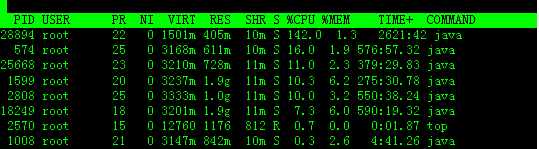 PID USER PR NI VIRT RES SHR S %CPU %MEM TIME+ COMMAND
28894 root 22 0 1501m 405m 10m S 142.0 1.3 2621:42 java
574 root 25 0 3168m 611m 10m S 16.0 1.9 576:57.32 java
25668 root 23 0 3210m 728m 11m S 11.0 2.3 379:29.83 java
1599 root 20 0 3237m 1.9g 11m S 10.3 6.2 275:30.78 java
2808 root 25 0 3333m 1.0g 11m S 10.0 3.2 550:38.24 java
18249 root 18 0 3201m 1.9g 11m S 7.3 6.0 590:19.32 java
2570 root 15 0 12760 1176 812 R 0.7 0.0 0:01.87 top
1008 root 21 0 3147m 842m 10m S 0.3 2.6 4:41.26 java